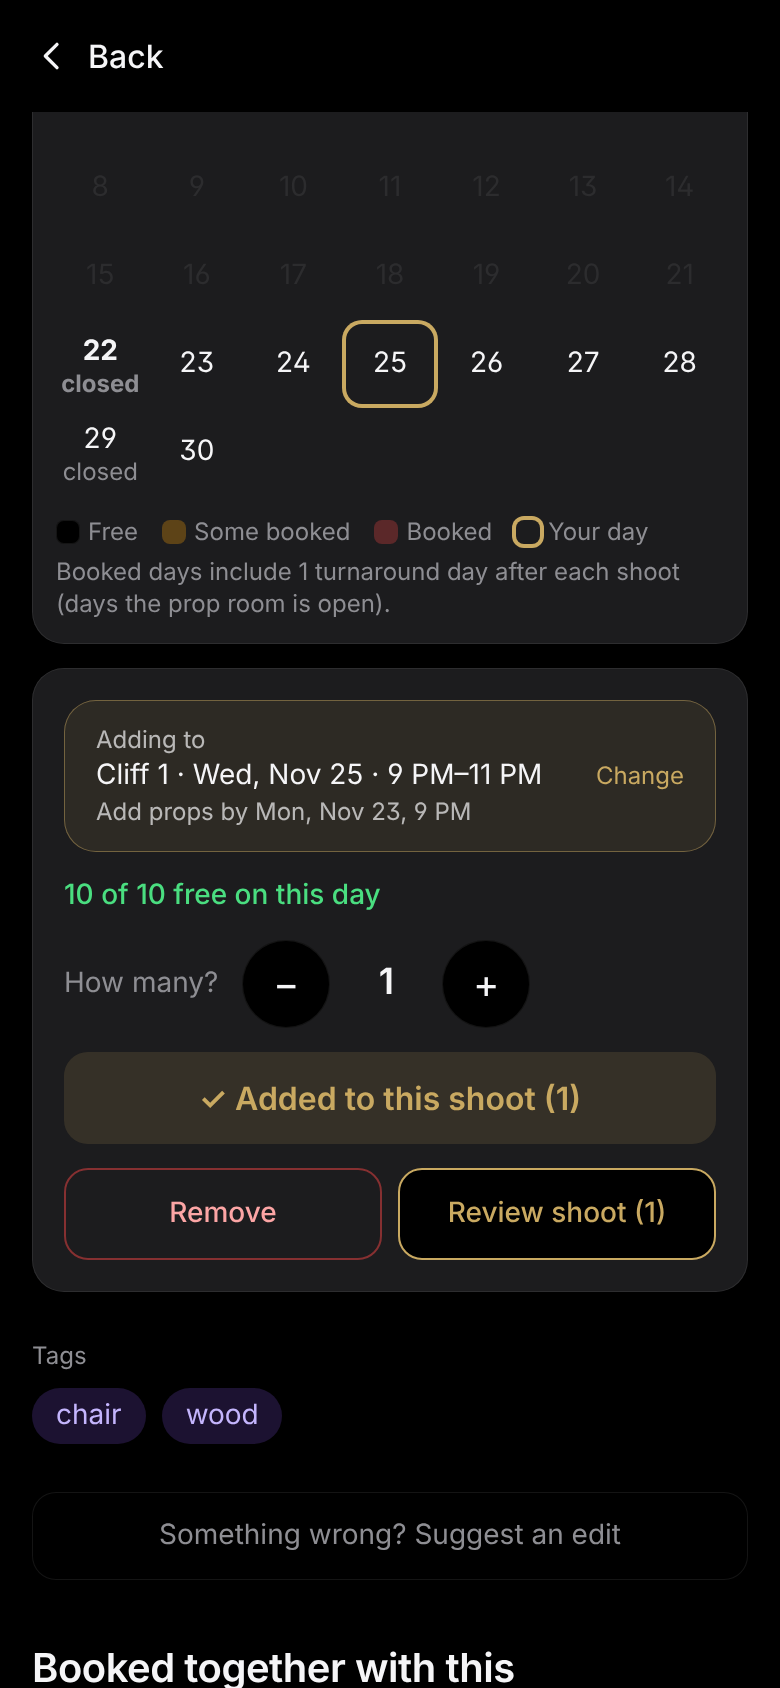 Back
8 9 10 11 12 13 14
15 16 17 18 19 20 21
22 23 24 25 26 27 28
closed
29 30
closed
Free Some booked Booked Your day
Booked days include 1 turnaround day after each shoot
(days the prop room is open).
Adding to
Cliff 1 · Wed, Nov 25 · 9 PM–11 PM
Change
Add props by Mon, Nov 23, 9 PM
10 of 10 free on this day
How many? − 1 +
✓ Added to this shoot (1)
Remove Review shoot (1)
Tags
chair wood
Something wrong? Suggest an edit
Booked together with this